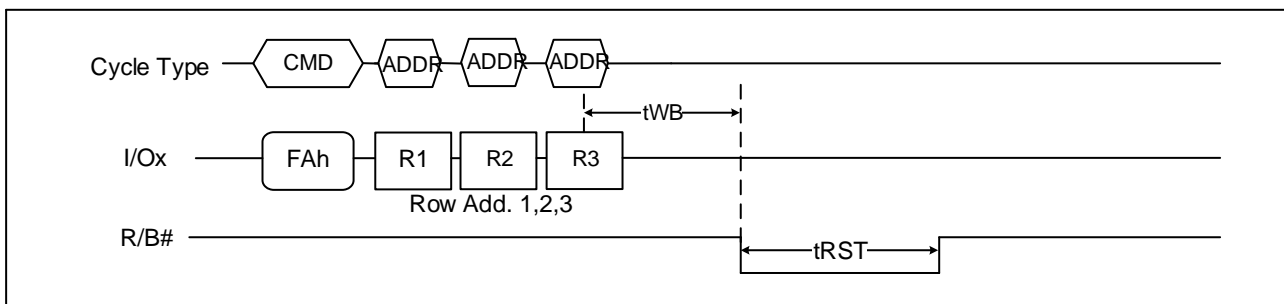 Cycle Type CMD ADDR ADDR ADDR
tWB
I/Ox FAh R1 R2 R3
Row Add. 1,2,3
R/B#
tRST